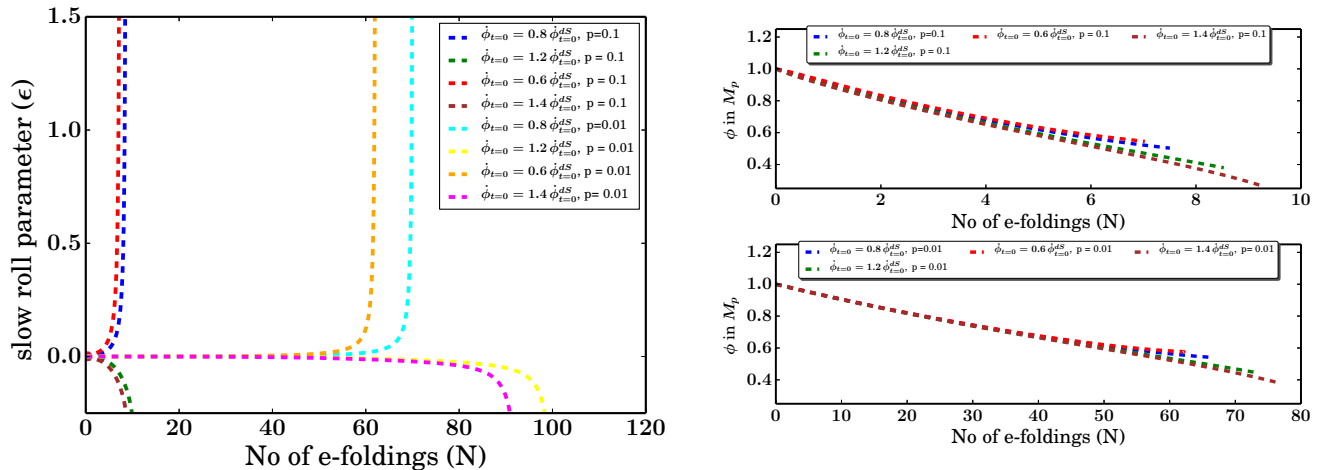 slow roll parameter (ϵ)
1.5
1.0
0.5
0.0
0 20 40 60 80 100 120
No of e-foldings (N)
ϕ̇ₜ₌₀ = 0.8 ϕ̇ᵈˢₜ₌₀, p=0.1
ϕ̇ₜ₌₀ = 1.2 ϕ̇ᵈˢₜ₌₀, p = 0.1
ϕ̇ₜ₌₀ = 0.6 ϕ̇ᵈˢₜ₌₀, p = 0.1
ϕ̇ₜ₌₀ = 1.4 ϕ̇ᵈˢₜ₌₀, p= 0.1
ϕ̇ₜ₌₀ = 0.8 ϕ̇ᵈˢₜ₌₀, p=0.01
ϕ̇ₜ₌₀ = 1.2 ϕ̇ᵈˢₜ₌₀, p = 0.01
ϕ̇ₜ₌₀ = 0.6 ϕ̇ᵈˢₜ₌₀, p = 0.01
ϕ̇ₜ₌₀ = 1.4 ϕ̇ᵈˢₜ₌₀, p= 0.01
ϕ in Mₚ
1.2
1.0
0.8
0.6
0.4
0 2 4 6 8 10
No of e-foldings (N)
ϕ̇ₜ₌₀ = 0.8 ϕ̇ᵈˢₜ₌₀, p=0.1 ϕ̇ₜ₌₀ = 0.6 ϕ̇ᵈˢₜ₌₀, p = 0.1 ϕ̇ₜ₌₀ = 1.4 ϕ̇ᵈˢₜ₌₀, p= 0.1
ϕ̇ₜ₌₀ = 1.2 ϕ̇ᵈˢₜ₌₀, p = 0.1
ϕ in Mₚ
1.2
1.0
0.8
0.6
0.4
0 10 20 30 40 50 60 70 80
No of e-foldings (N)
ϕ̇ₜ₌₀ = 0.8 ϕ̇ᵈˢₜ₌₀, p=0.01 ϕ̇ₜ₌₀ = 0.6 ϕ̇ᵈˢₜ₌₀, p = 0.01 ϕ̇ₜ₌₀ = 1.4 ϕ̇ᵈˢₜ₌₀, p= 0.01
ϕ̇ₜ₌₀ = 1.2 ϕ̇ᵈˢₜ₌₀, p = 0.01